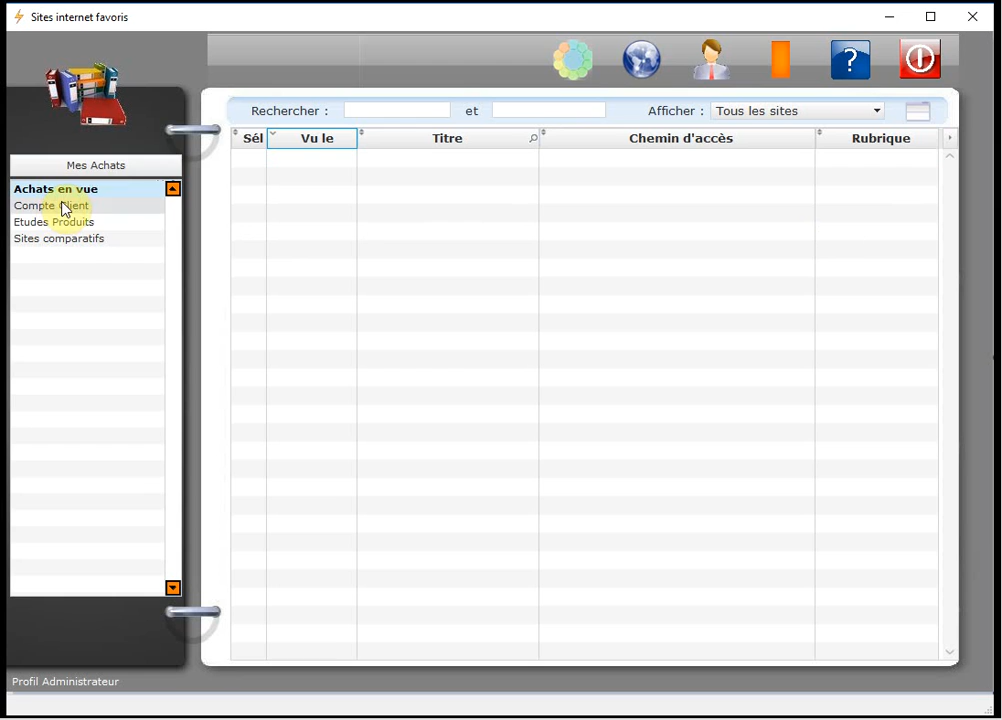 Sites internet favoris
?
Rechercher : et Afficher : Tous les sites
Sél Vu le Titre Chemin d'accès Rubrique
Mes Achats
Achats en vue
Compte Client
Etudes Produits
Sites comparatifs
Profil Administrateur